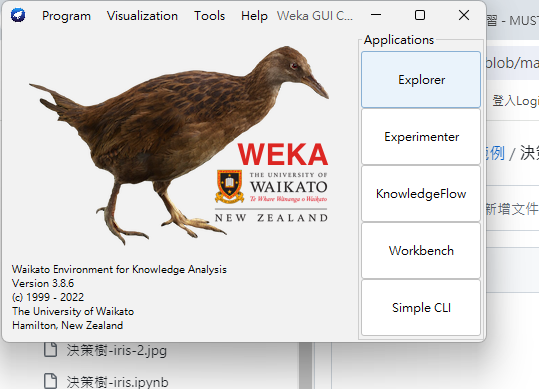 Program Visualization Tools Help Weka GUI C...
Applications
Explorer
Experimenter
KnowledgeFlow
Workbench
Simple CLI
WEKA
THE UNIVERSITY OF
WAIKATO
Te Whare Wānanga o Waikato
NEW ZEALAND
Waikato Environment for Knowledge Analysis
Version 3.8.6
(c) 1999 - 2022
The University of Waikato
Hamilton, New Zealand
習 - MUST
blob/ma
登入Logi
範例 / 決策
新增文件
決策樹-iris-2.jpg
決策樹-iris.ipynb